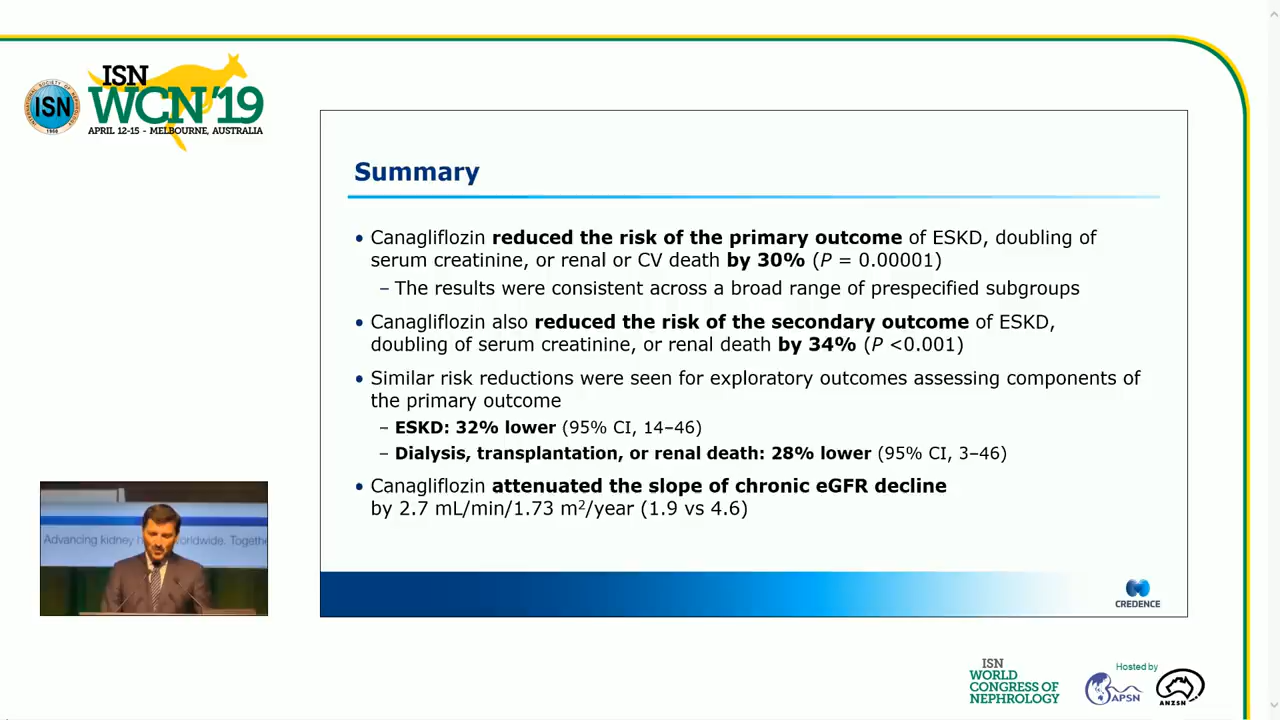 ISN
WCN'19
APRIL 12-15 - MELBOURNE, AUSTRALIA
ISN
Summary
• Canagliflozin reduced the risk of the primary outcome of ESKD, doubling of
serum creatinine, or renal or CV death by 30% (P = 0.00001)
– The results were consistent across a broad range of prespecified subgroups
• Canagliflozin also reduced the risk of the secondary outcome of ESKD,
doubling of serum creatinine, or renal death by 34% (P <0.001)
• Similar risk reductions were seen for exploratory outcomes assessing components of
the primary outcome
– ESKD: 32% lower (95% CI, 14–46)
– Dialysis, transplantation, or renal death: 28% lower (95% CI, 3–46)
• Canagliflozin attenuated the slope of chronic eGFR decline
by 2.7 mL/min/1.73 m²/year (1.9 vs 4.6)
CREDENCE
Advancing kidney worldwide. Togeth
ISN
WORLD
CONGRESS OF
NEPHROLOGY
Hosted by
APSN
ANZSN